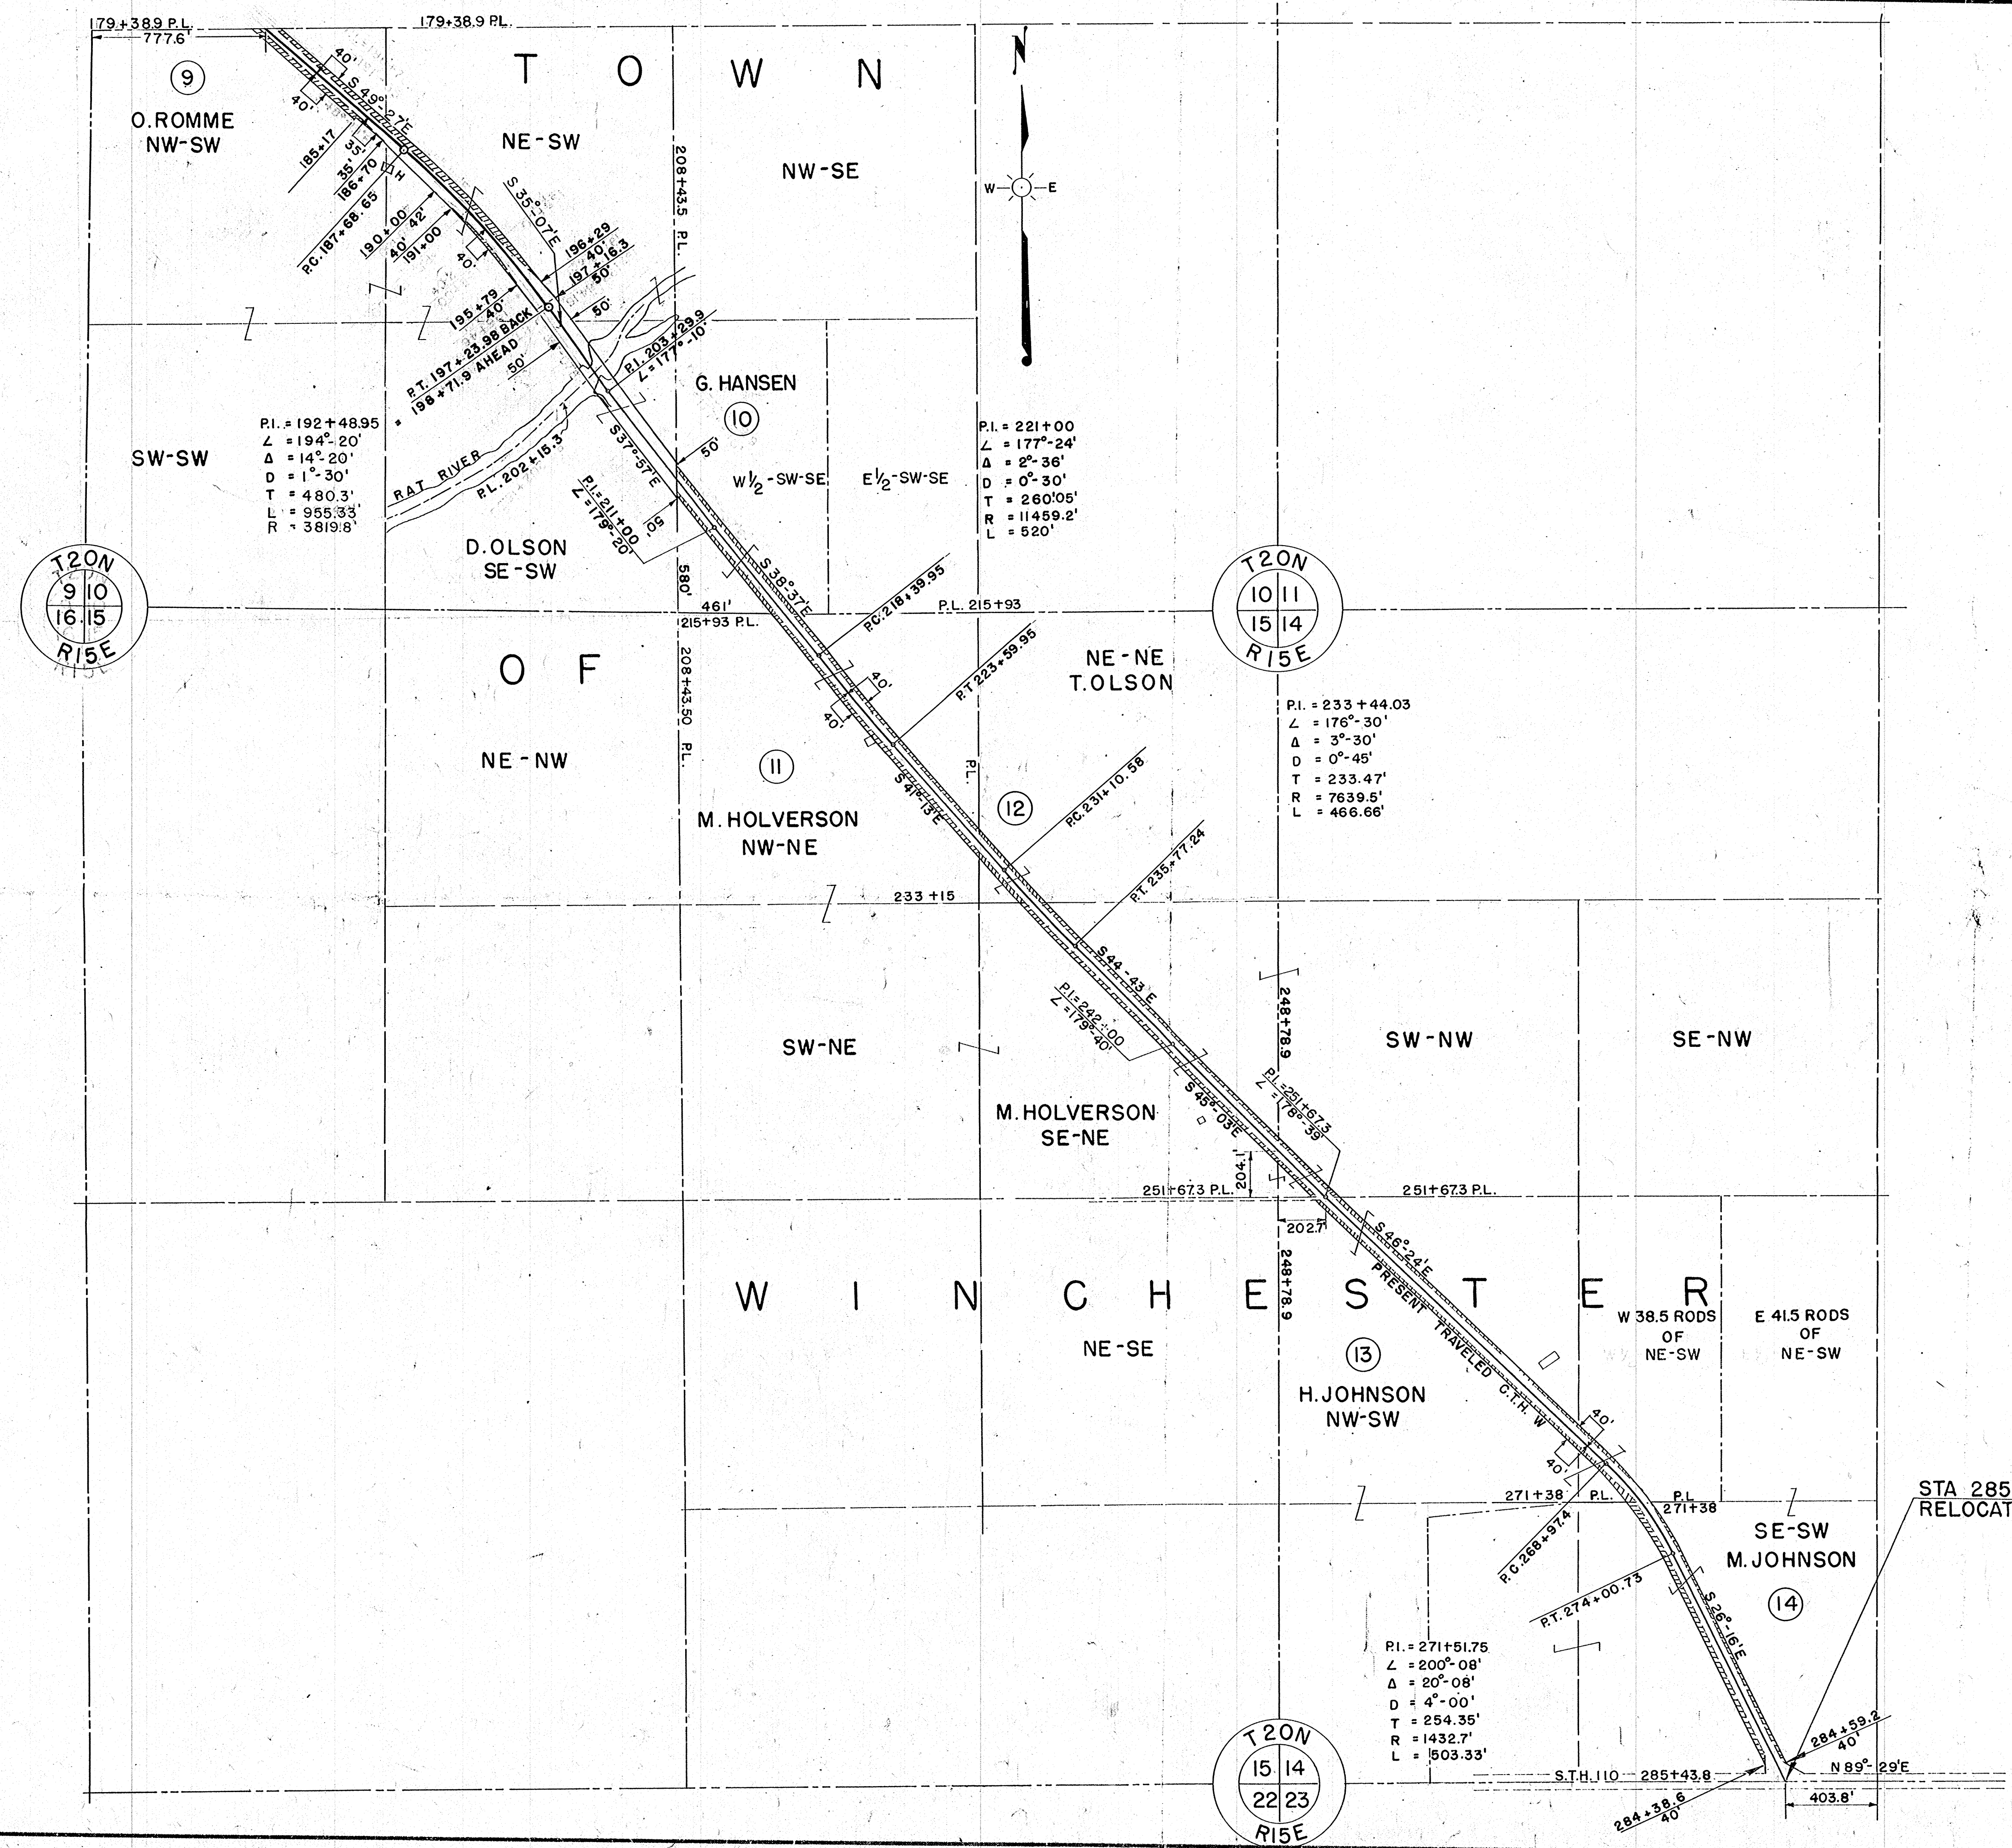 179+38.9 P.L.
777.6'
179+38.9 P.L.
TOWN
N
W
E
9
O. ROMME
NW-SW
40'
40'
S 49°-27'E
185+17
35'
35'
186+70
H
P.C. 187+68.65
190+00
40' 42'
191+00
40'
NE-SW
S 35°-07'E
208+43.5 P.L.
NW-SE
196+29
40'
197+16.3
50'
50'
195+79
40'
P.T. 197+23.98 BACK
=
198+71.9 AHEAD
50'
P.I. 203+29.9
∠=177°-10'
G. HANSEN
10
50'
W½-SW-SE
E½-SW-SE
SW-SW
P.I. = 192+48.95
∠ = 194°-20'
Δ = 14°-20'
D = 1°-30'
T = 480.3'
L = 955.33'
R = 3819.8'
RAT RIVER
P.L. 202+15.3
S 37°-57'E
P.I.=211+00
∠=179°-20'
50'
P.I. = 221+00
∠ = 177°-24'
Δ = 2°-36'
D = 0°-30'
T = 260.05'
R = 11459.2'
L = 520'
D. OLSON
SE-SW
T20N
9 10
16 15
R15E
580'
461'
215+93 P.L.
P.L. 215+93
S 38°-37'E
P.C. 218+39.95
T20N
10 11
15 14
R15E
OF
208+43.50 P.L.
P.T. 223+59.95
40'
40'
NE-NE
T. OLSON
NE-NW
11
M. HOLVERSON
NW-NE
S 41°-13'E
P.L.
12
P.C. 231+10.58
P.I. = 233+44.03
∠ = 176°-30'
Δ = 3°-30'
D = 0°-45'
T = 233.47'
R = 7639.5'
L = 466.66'
P.T. 235+77.24
233+15
S 44-43'E
P.I.=242+00
∠=179°-40'
248+78.9
SW-NE
SW-NW
SE-NW
M. HOLVERSON
SE-NE
S 45°-03'E
P.I.=251+67.3
∠=178°-39'
204.1'
251+67.3 P.L.
251+67.3 P.L.
202.7'
248+78.9
S 46°-24'E
WINCHESTER
PRESENT TRAVELED C.T.H. W
NE-SE
W 38.5 RODS
OF
NE-SW
E 41.5 RODS
OF
NE-SW
13
H. JOHNSON
NW-SW
40'
40'
271+38 P.L.
P.L.
271+38
P.C. 268+97.4
STA 285
RELOCAT
SE-SW
M. JOHNSON
14
P.T. 274+00.73
S 26°-16'E
P.I. = 271+51.75
∠ = 200°-08'
Δ = 20°-08'
D = 4°-00'
T = 254.35'
R = 1432.7'
L = 503.33'
T20N
15 14
22 23
R15E
284+59.2
40'
N 89°-29'E
S.T.H. 110 285+43.8
284+38.6
40'
403.8'